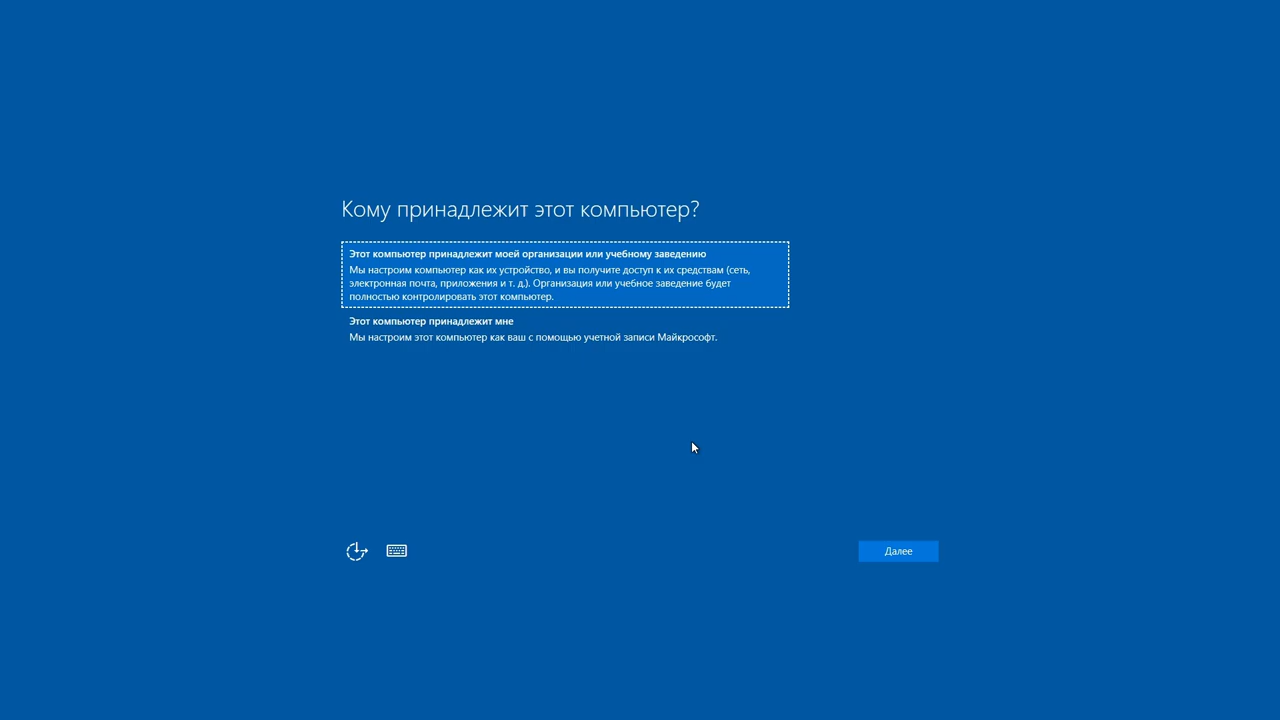 Кому принадлежит этот компьютер?
Этот компьютер принадлежит моей организации или учебному заведению
Мы настроим компьютер как их устройство, и вы получите доступ к их средствам (сеть,
электронная почта, приложения и т. д.). Организация или учебное заведение будет
полностью контролировать этот компьютер.
Этот компьютер принадлежит мне
Мы настроим этот компьютер как ваш с помощью учетной записи Майкрософт.
Далее